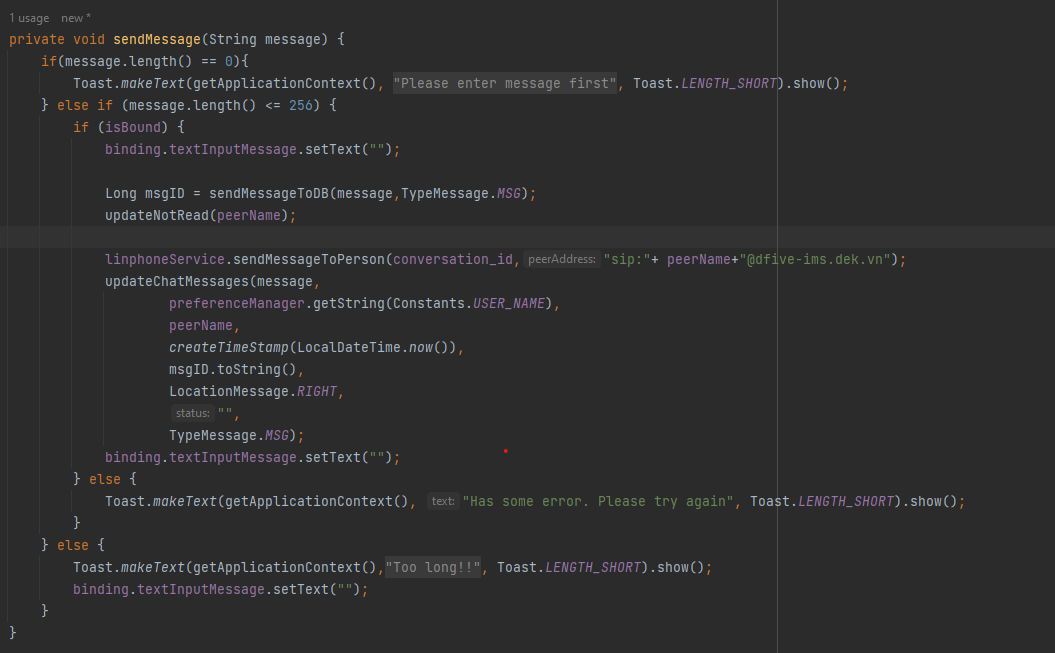 1 usage new *
private void sendMessage(String message) {
if(message.length() == 0){
Toast.makeText(getApplicationContext(), "Please enter message first", Toast.LENGTH_SHORT).show();
} else if (message.length() <= 256) {
if (isBound) {
binding.textInputMessage.setText("");
Long msgID = sendMessageToDB(message,TypeMessage.MSG);
updateNotRead(peerName);
linphoneService.sendMessageToPerson(conversation_id, peerAddress: "sip:"+ peerName+"@dfive-ims.dek.vn");
updateChatMessages(message,
preferenceManager.getString(Constants.USER_NAME),
peerName,
createTimeStamp(LocalDateTime.now()),
msgID.toString(),
LocationMessage.RIGHT,
status: "",
TypeMessage.MSG);
binding.textInputMessage.setText("");
} else {
Toast.makeText(getApplicationContext(), text: "Has some error. Please try again", Toast.LENGTH_SHORT).show();
}
} else {
Toast.makeText(getApplicationContext(),"Too long!!", Toast.LENGTH_SHORT).show();
binding.textInputMessage.setText("");
}
}